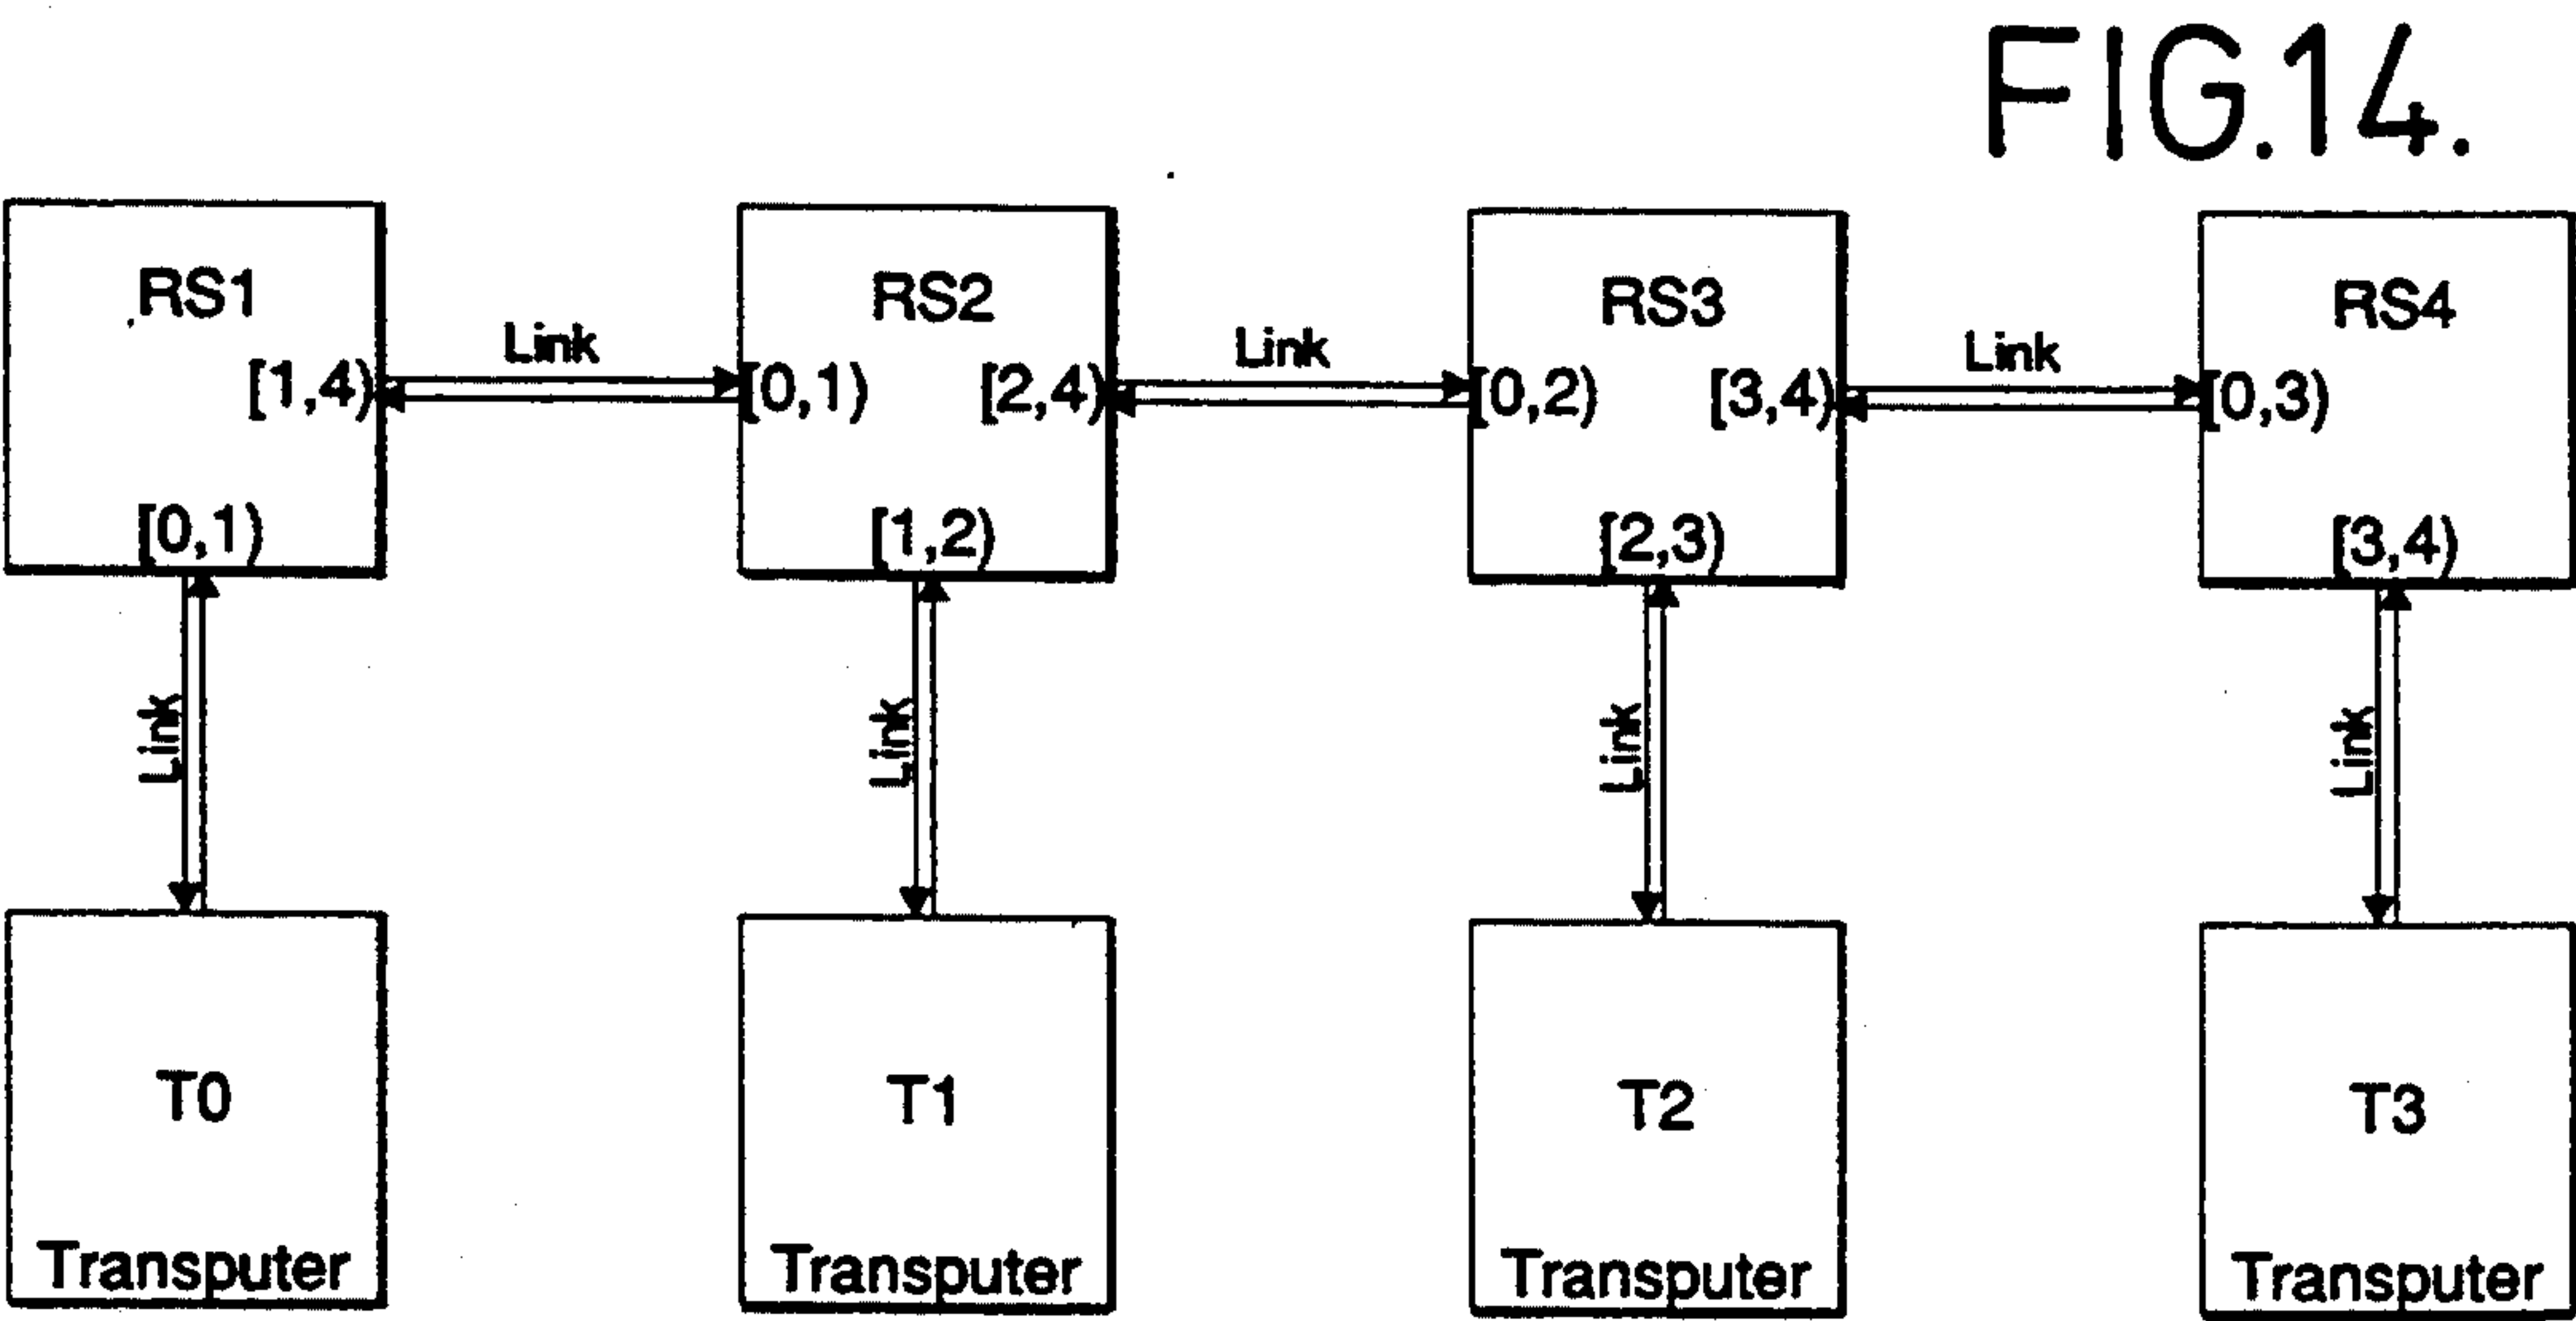 FIG.14.
RS1
RS2
RS3
RS4
Link
Link
Link
[1,4)
[0,1)
[2,4)
[0,2)
[3,4)
[0,3)
[0,1)
[1,2)
[2,3)
[3,4)
Link
Link
Link
Link
T0
T1
T2
T3
Transputer
Transputer
Transputer
Transputer